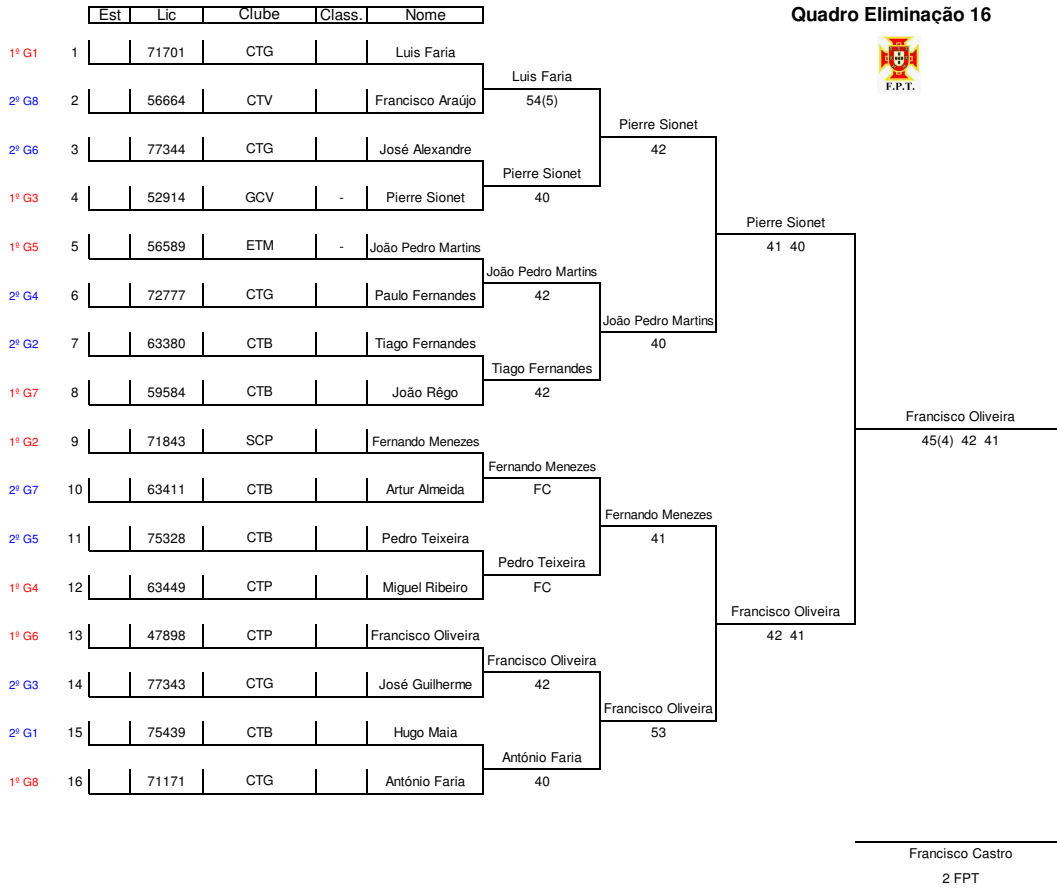 Est Lic Clube Class. Nome
Quadro Eliminação 16
F.P.T.
1º G1 1 71701 CTG Luis Faria
Luis Faria
2º G8 2 56664 CTV Francisco Araújo
54(5)
Pierre Sionet
2º G6 3 77344 CTG José Alexandre
42
Pierre Sionet
1º G3 4 52914 GCV - Pierre Sionet
40
Pierre Sionet
1º G5 5 56589 ETM - João Pedro Martins
41 40
João Pedro Martins
2º G4 6 72777 CTG Paulo Fernandes
42
João Pedro Martins
2º G2 7 63380 CTB Tiago Fernandes
40
Tiago Fernandes
1º G7 8 59584 CTB João Rêgo
42
Francisco Oliveira
1º G2 9 71843 SCP Fernando Menezes
45(4) 42 41
Fernando Menezes
2º G7 10 63411 CTB Artur Almeida
FC
Fernando Menezes
2º G5 11 75328 CTB Pedro Teixeira
41
Pedro Teixeira
1º G4 12 63449 CTP Miguel Ribeiro
FC
Francisco Oliveira
1º G6 13 47898 CTP Francisco Oliveira
42 41
Francisco Oliveira
2º G3 14 77343 CTG José Guilherme
42
Francisco Oliveira
2º G1 15 75439 CTB Hugo Maia
53
António Faria
1º G8 16 71171 CTG António Faria
40
Francisco Castro
2 FPT